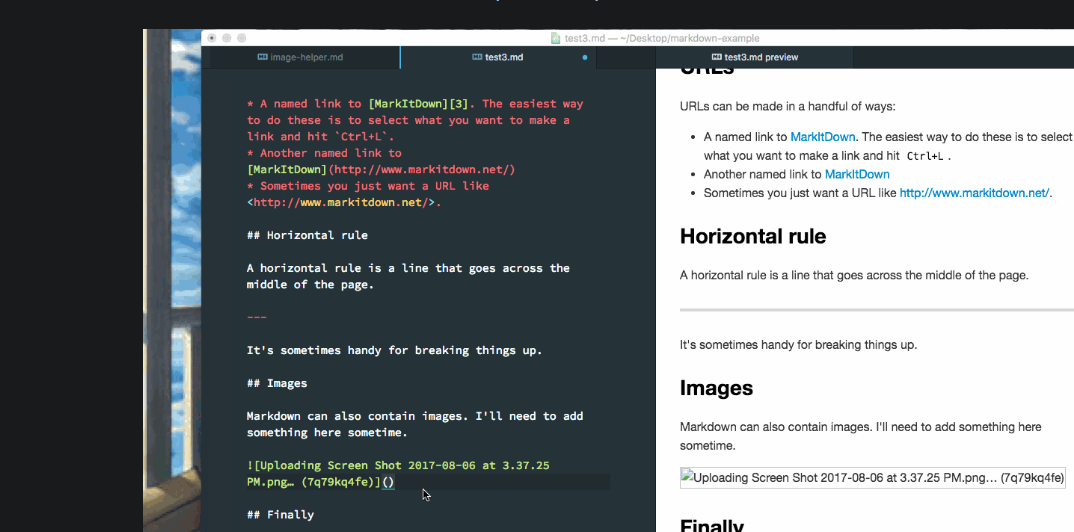 test3.md — ~/Desktop/markdown-example
image-helper.md
test3.md
test3.md preview
* A named link to [MarkItDown][3]. The easiest way
to do these is to select what you want to make a
link and hit `Ctrl+L`.
* Another named link to
[MarkItDown](http://www.markitdown.net/)
* Sometimes you just want a URL like
<http://www.markitdown.net/>.
## Horizontal rule
A horizontal rule is a line that goes across the
middle of the page.
---
It's sometimes handy for breaking things up.
## Images
Markdown can also contain images. I'll need to add
something here sometime.
![Uploading Screen Shot 2017-08-06 at 3.37.25
PM.png… (7q79kq4fe)]()
## Finally
URLs
URLs can be made in a handful of ways:
• A named link to MarkItDown. The easiest way to do these is to select
what you want to make a link and hit Ctrl+L .
• Another named link to MarkItDown
• Sometimes you just want a URL like http://www.markitdown.net/.
Horizontal rule
A horizontal rule is a line that goes across the middle of the page.
It's sometimes handy for breaking things up.
Images
Markdown can also contain images. I'll need to add something here
sometime.
Uploading Screen Shot 2017-08-06 at 3.37.25 PM.png… (7q79kq4fe)
Finally